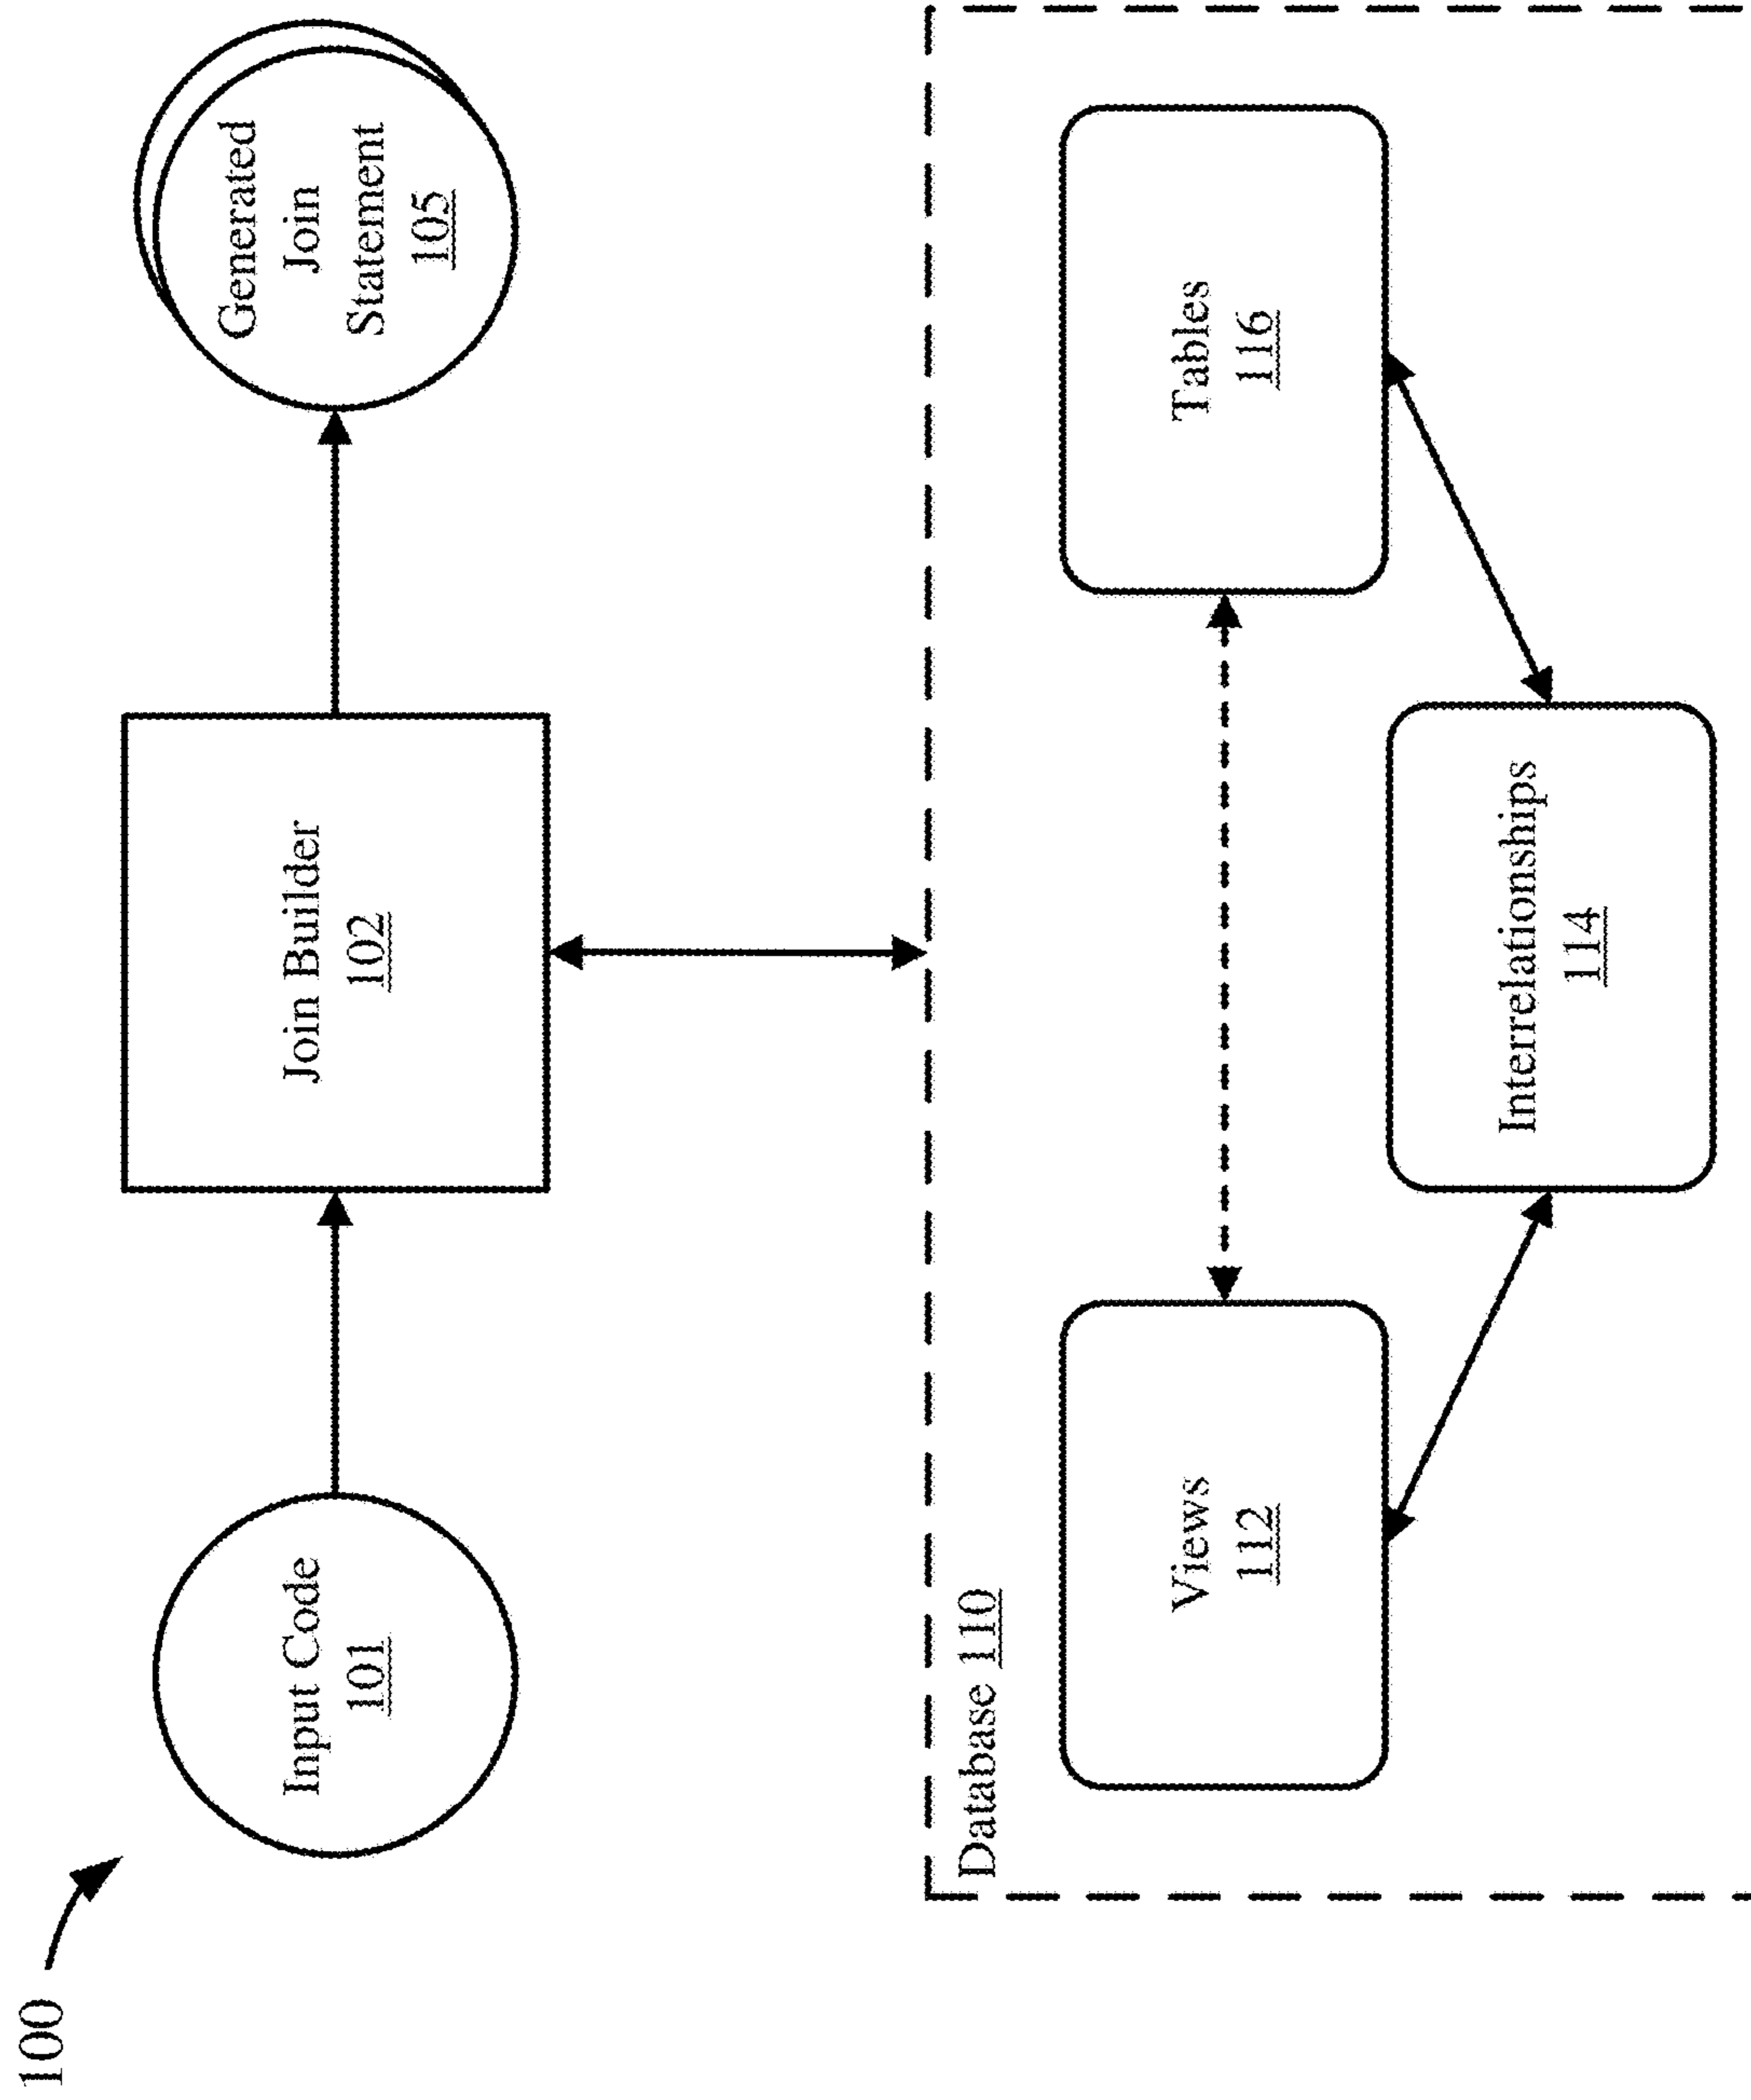 100
Input Code
101
Join Builder
102
Generated
Join
Statement
105
Database 110
Views
112
Interrelationships
114
Tables
116